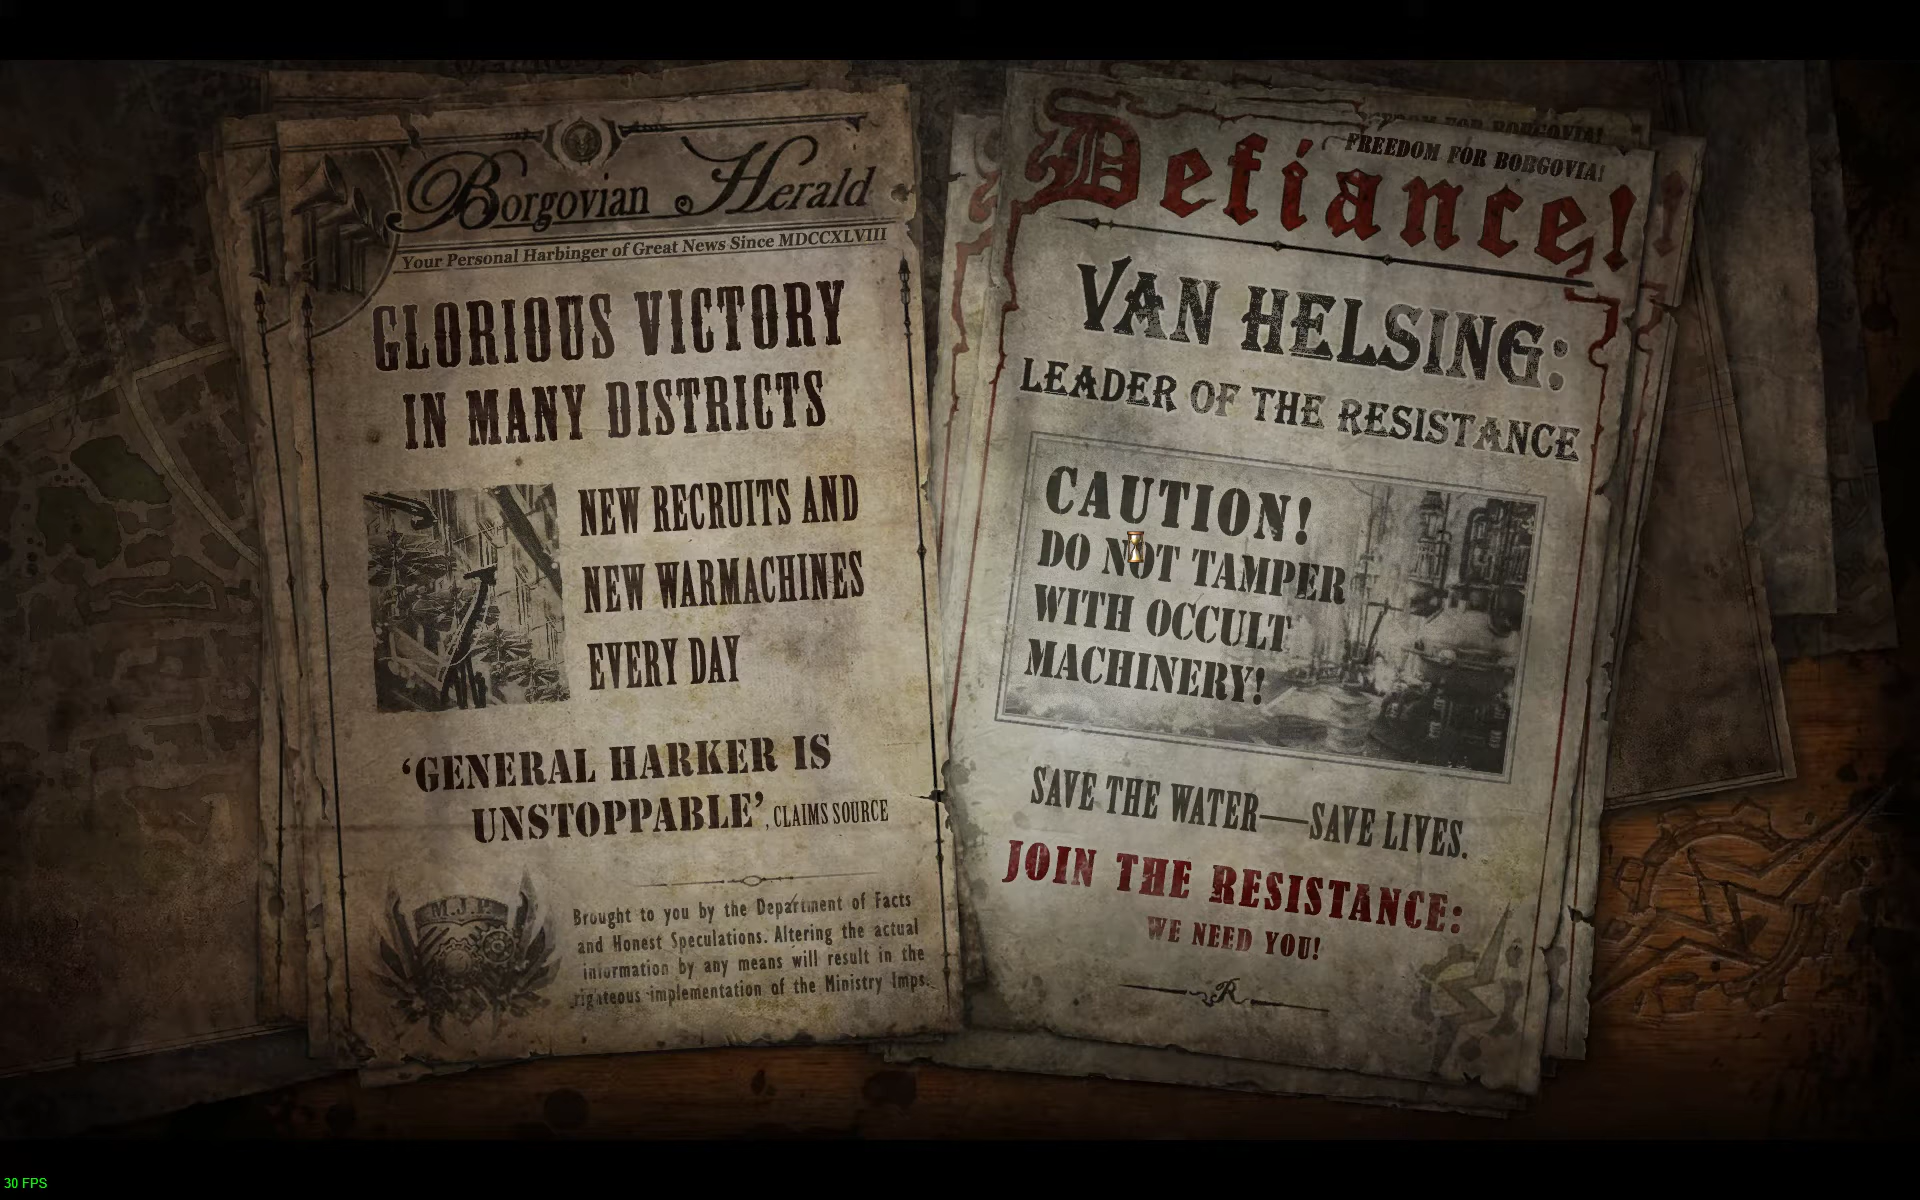 Borgovian Herald
Your Personal Harbinger of Great News Since MDCCXLVIII
GLORIOUS VICTORY
IN MANY DISTRICTS
NEW RECRUITS AND
NEW WARMACHINES
EVERY DAY
‘GENERAL HARKER IS
UNSTOPPABLE’, CLAIMS SOURCE
M.J.P.
Brought to you by the Department of Facts
and Honest Speculations. Altering the actual
information by any means will result in the
righteous implementation of the Ministry Imps.
FREEDOM FOR BORGOVIA!
FREEDOM FOR BORGOVIA!
Defiance!
VAN HELSING:
LEADER OF THE RESISTANCE
CAUTION!
DO NOT TAMPER
WITH OCCULT
MACHINERY!
SAVE THE WATER—SAVE LIVES.
JOIN THE RESISTANCE:
WE NEED YOU!
R
30 FPS